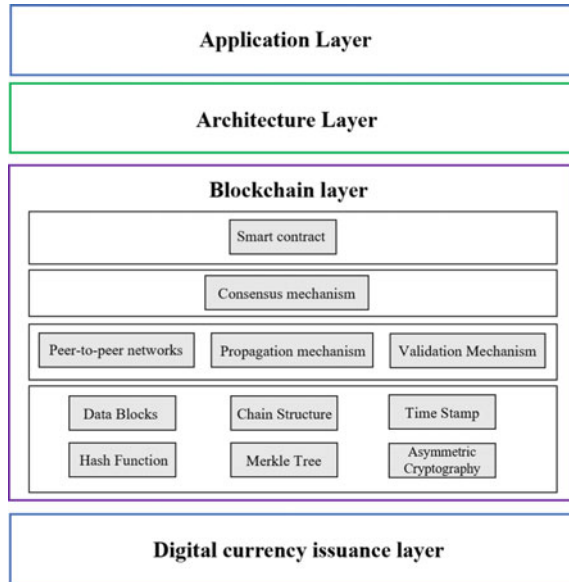 Application Layer
Architecture Layer
Blockchain layer
Smart contract
Consensus mechanism
Peer-to-peer networks
Propagation mechanism
Validation Mechanism
Data Blocks
Chain Structure
Time Stamp
Hash Function
Merkle Tree
Asymmetric
Cryptography
Digital currency issuance layer